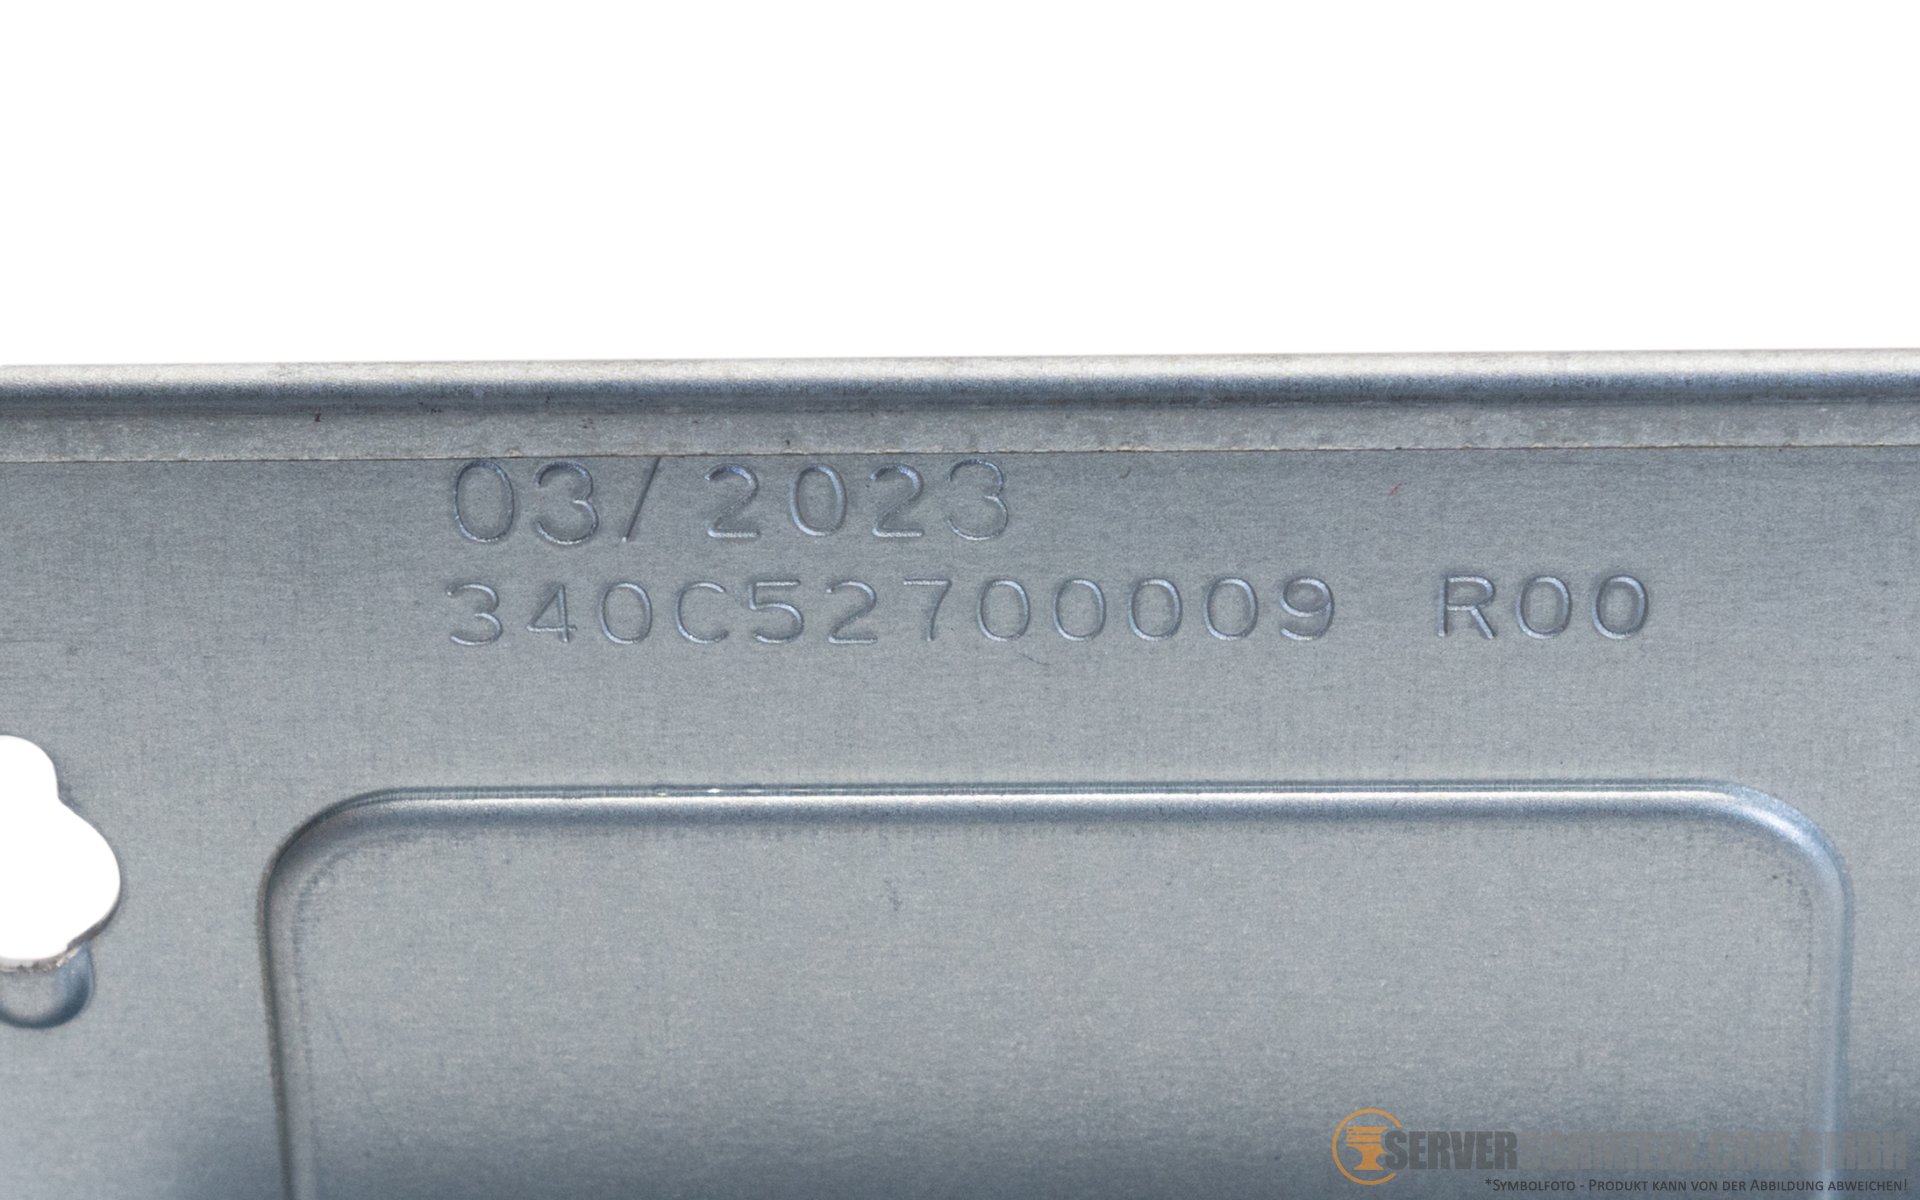 03/2023
340C52700009 R00
SERVER
*Symbolfoto - Produkt kann von der Abbildung abweichen!